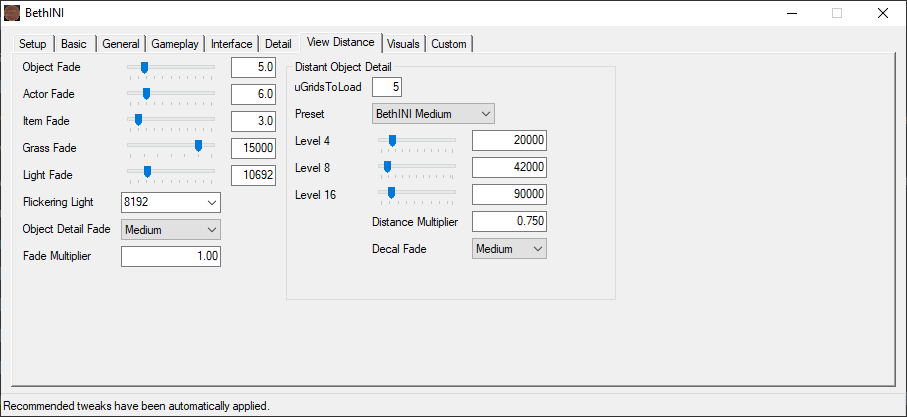 BethINI
Setup Basic General Gameplay Interface Detail View Distance Visuals Custom
Object Fade 5.0
Actor Fade 6.0
Item Fade 3.0
Grass Fade 15000
Light Fade 10692
Flickering Light 8192
Object Detail Fade Medium
Fade Multiplier 1.00
Distant Object Detail
uGridsToLoad 5
Preset BethINI Medium
Level 4 20000
Level 8 42000
Level 16 90000
Distance Multiplier 0.750
Decal Fade Medium
Recommended tweaks have been automatically applied.